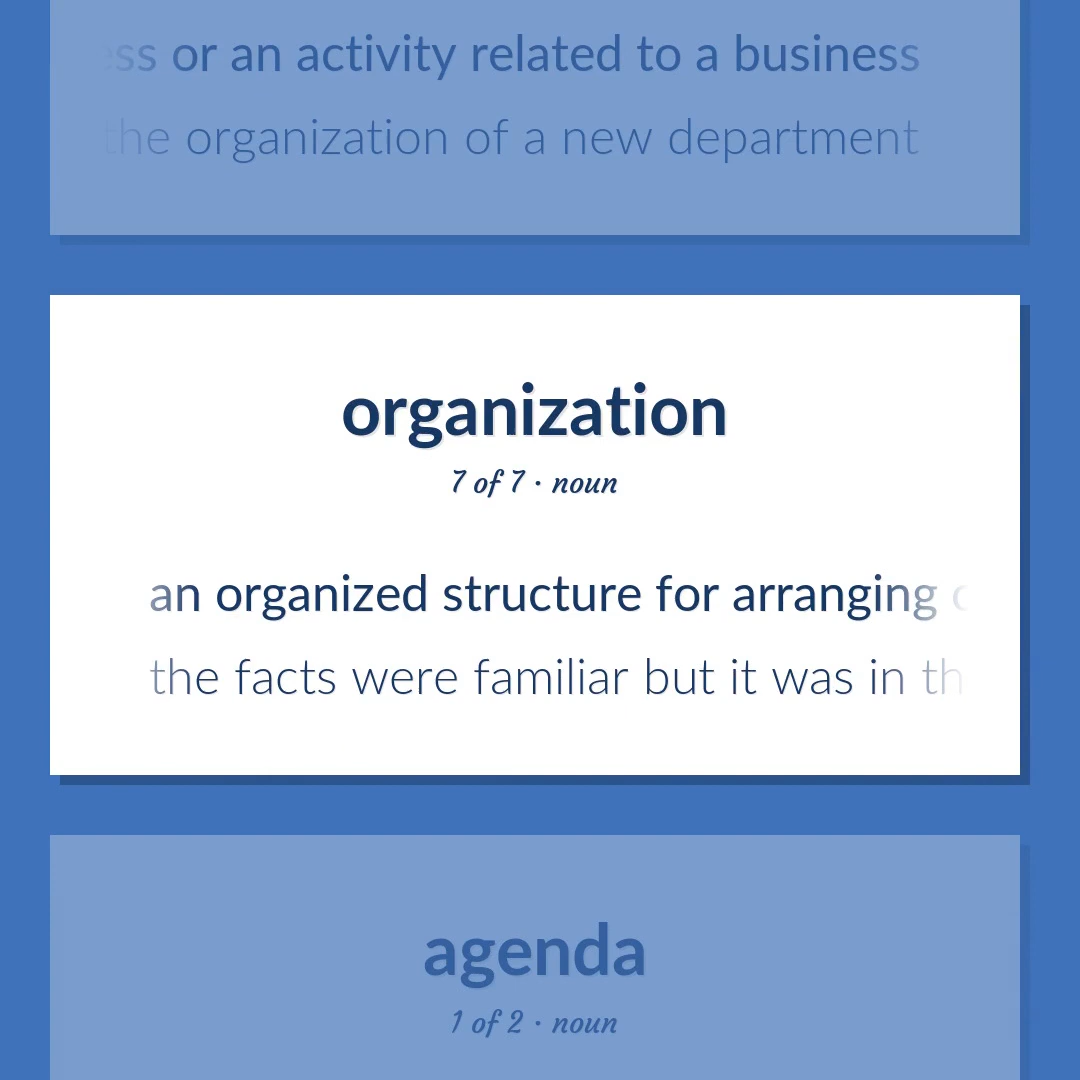 or an activity related to a business
the organization of a new department
organization
7 of 7 · noun
an organized structure for arranging
the facts were familiar but it was in
agenda
1 of 2 · noun